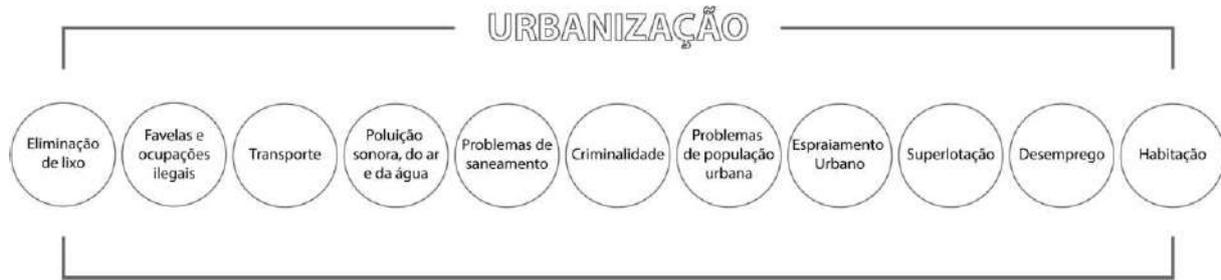 URBANIZAÇÃO
Eliminação
de lixo
Favelas e
ocupações
ilegais
Transporte
Poluição
sonora, do ar
e da água
Problemas de
saneamento
Criminalidade
Problemas
de população
urbana
Espraiamento
Urbano
Superlotação
Desemprego
Habitação